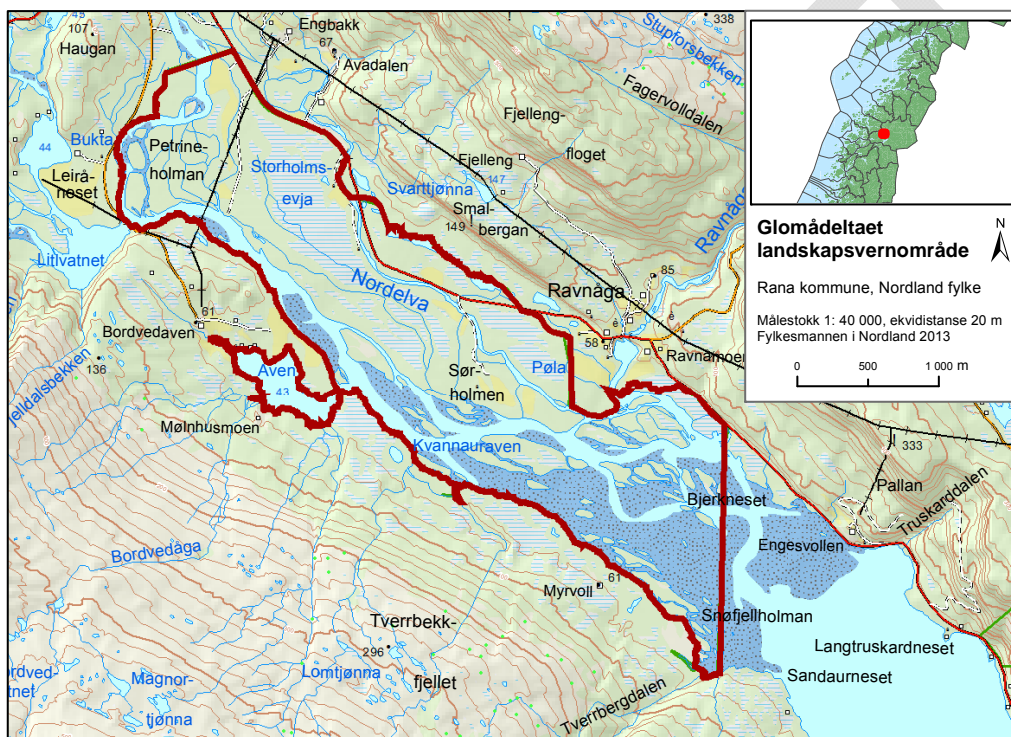 107
Haugan
Engbakk
67
Avadalen
338
Stupforsbekken
Fagervolldalen
Fjelleng-
floget
44
Bukta
Petrine-
holman
Leirå-
neset
Storholms-
evja
Fjelleng
147
Svarttjønna
Smal-
bergan
149
Ravnåga
Litlvatnet
Nordelva
Ravnåga
85
61
Bordvedaven
136
58
Ravnamoen
Pøla
Aven
43
Sør-
holmen
Mølnhusmoen
Kvannauraven
333
Pallan
Truskarddalen
Bjerkneset
Engesvollen
Bordvedåga
Myrvoll
61
Snøfjellholman
Tverrbekk-
fjellet
296
Lomtjønna
Magnor-
tjønna
Langtruskardneset
Sandaurneset
Tverrbergdalen
Glomådeltaet
landskapsvernområde
N
Rana kommune, Nordland fylke
Målestokk 1: 40 000, ekvidistanse 20 m
Fylkesmannen i Nordland 2013
0 500 1 000 m